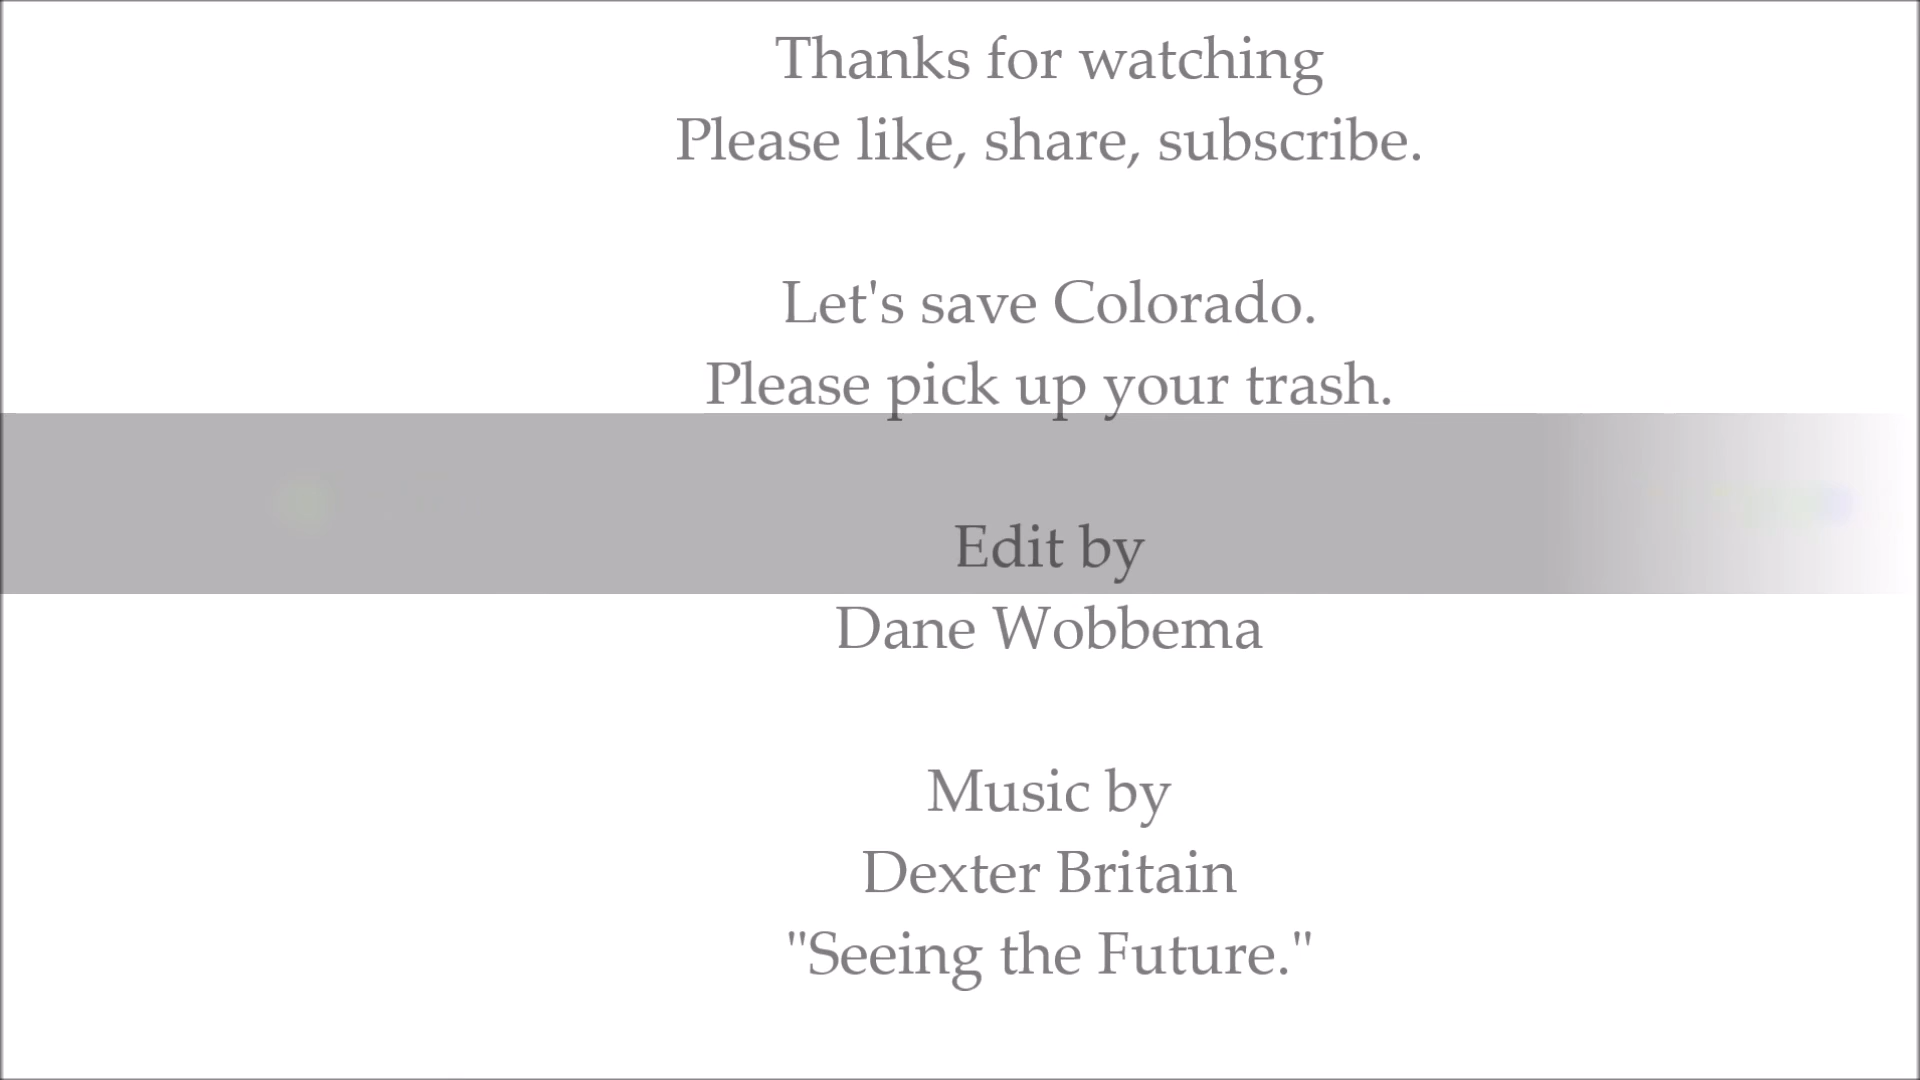 Thanks for watching
Please like, share, subscribe.
Let's save Colorado.
Please pick up your trash.
Edit by
Dane Wobbema
Music by
Dexter Britain
"Seeing the Future."